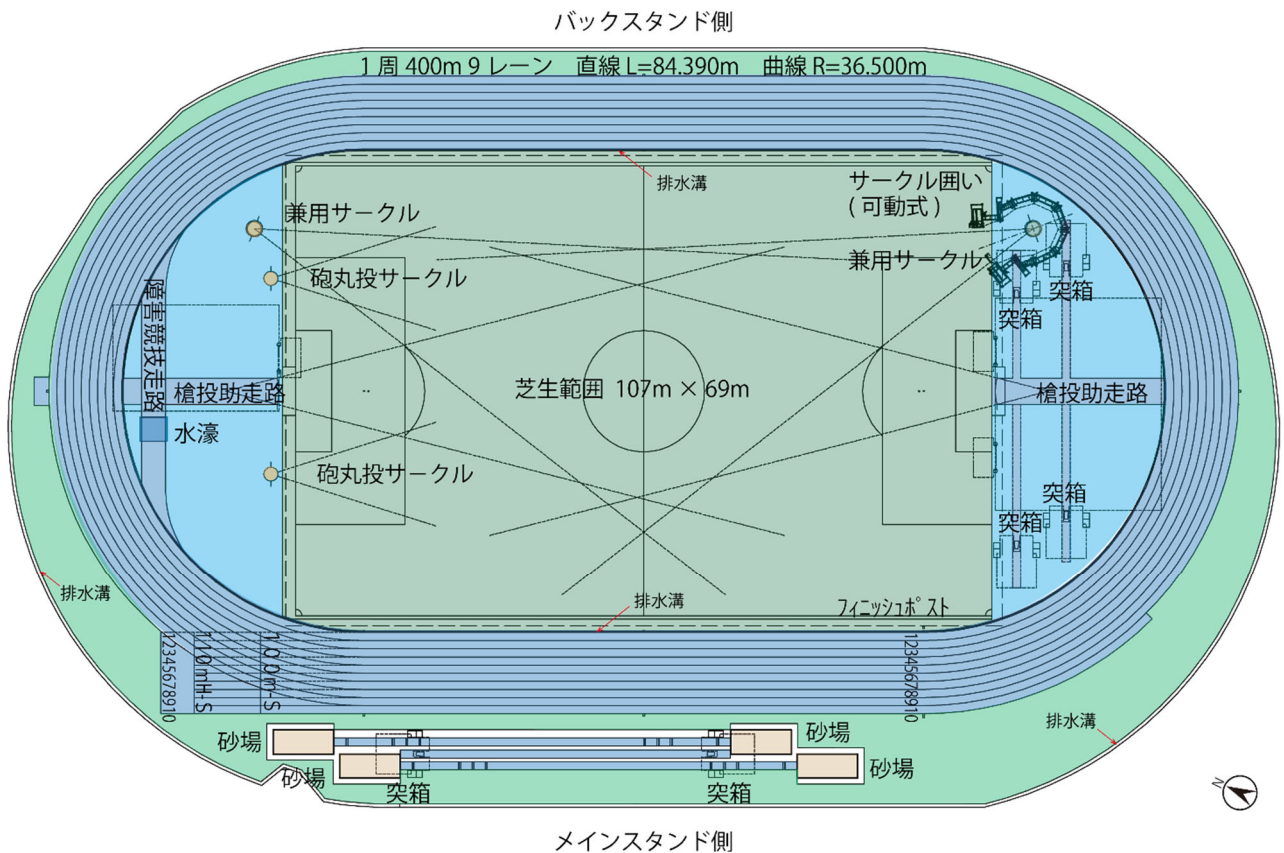 バックスタンド側
1周 400m 9レーン 直線 L=84.390m 曲線 R=36.500m
排水溝
サークル囲い
(可動式)
兼用サークル
兼用サークル
砲丸投サークル
突箱
突箱
障害競技走路
槍投助走路
芝生範囲 107m × 69m
槍投助走路
水濠
砲丸投サークル
突箱
突箱
排水溝
排水溝
フィニッシュポスト
12345678910
110mH-S
100m-S
12345678910
排水溝
砂場
砂場
砂場
砂場
突箱
突箱
N
メインスタンド側